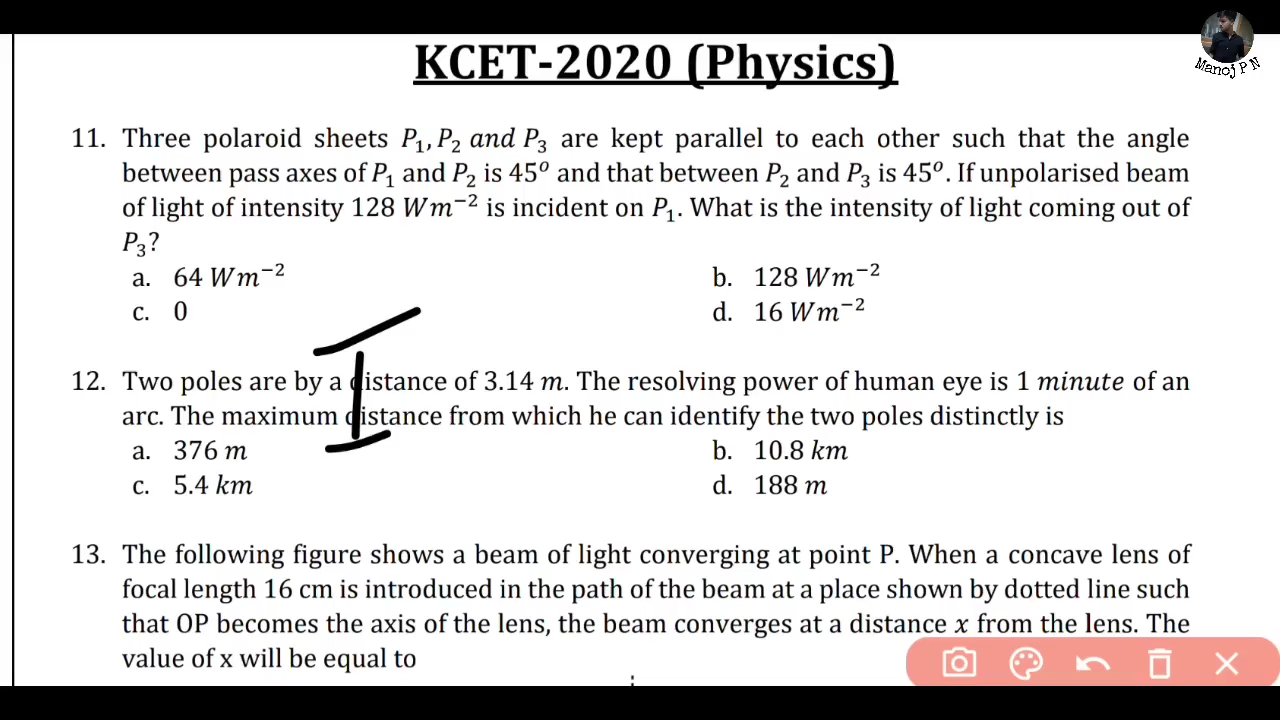 Manoj P N
KCET-2020 (Physics)
11. Three polaroid sheets P₁, P₂ and P₃ are kept parallel to each other such that the angle
between pass axes of P₁ and P₂ is 45ᵒ and that between P₂ and P₃ is 45ᵒ. If unpolarised beam
of light of intensity 128 Wm⁻² is incident on P₁. What is the intensity of light coming out of
P₃?
a. 64 Wm⁻² b. 128 Wm⁻²
c. 0 d. 16 Wm⁻²
I
12. Two poles are by a distance of 3.14 m. The resolving power of human eye is 1 minute of an
arc. The maximum distance from which he can identify the two poles distinctly is
a. 376 m b. 10.8 km
c. 5.4 km d. 188 m
13. The following figure shows a beam of light converging at point P. When a concave lens of
focal length 16 cm is introduced in the path of the beam at a place shown by dotted line such
that OP becomes the axis of the lens, the beam converges at a distance x from the lens. The
value of x will be equal to